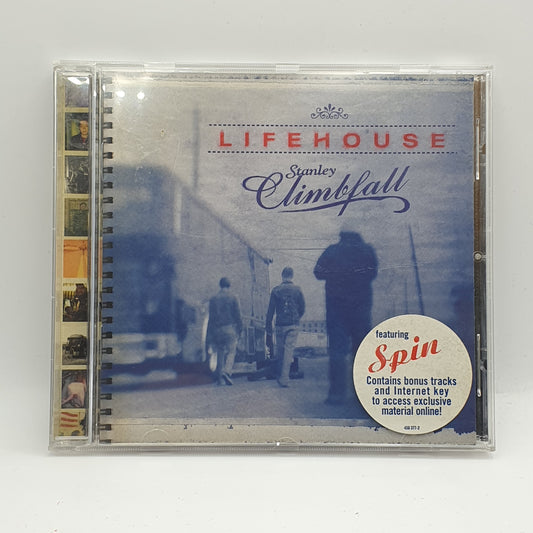 LIFEHOUSE
Stanley
Climbfall
featuring
Spin
Contains bonus tracks
and Internet key
to access exclusive
material online!